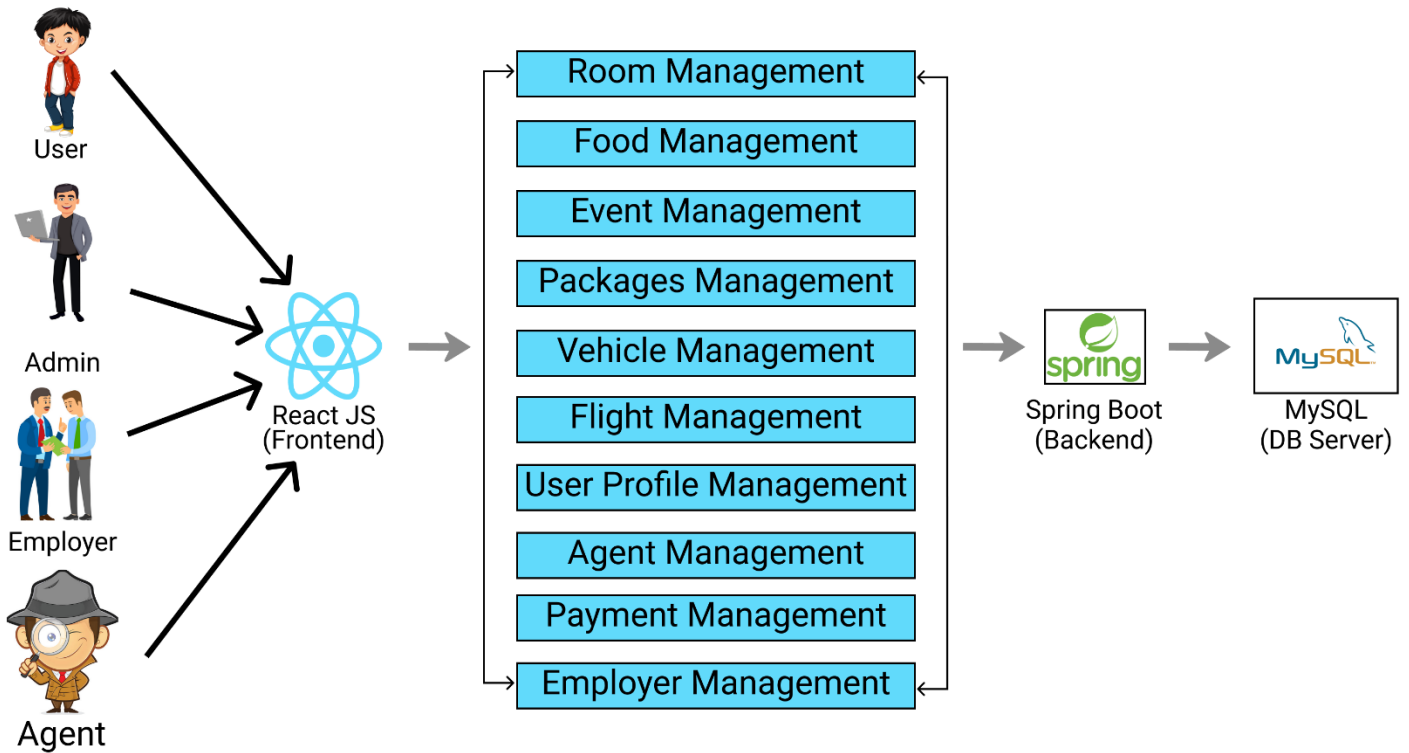 User
Admin
Employer
Agent
React JS
(Frontend)
Room Management
Food Management
Event Management
Packages Management
Vehicle Management
Flight Management
User Profile Management
Agent Management
Payment Management
Employer Management
spring
Spring Boot
(Backend)
MySQL
MySQL
(DB Server)